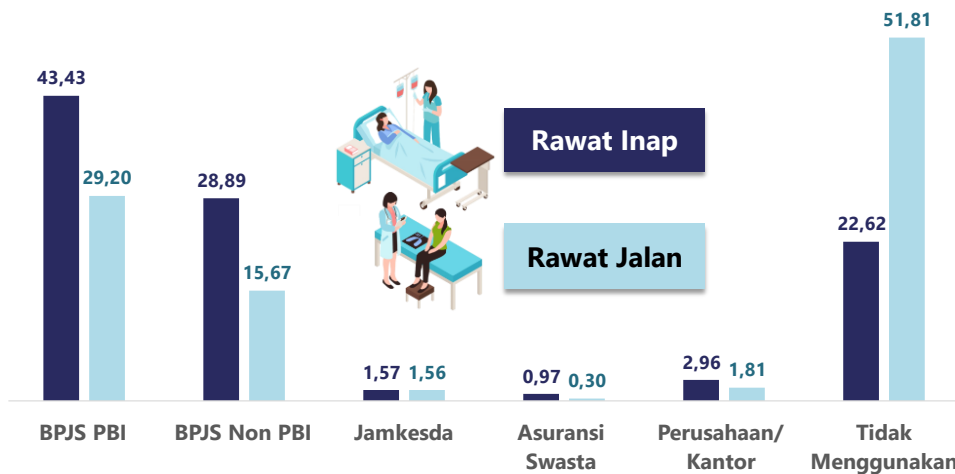 51,81
43,43
Rawat Inap
29,20
28,89
22,62
Rawat Jalan
15,67
1,57
1,56
0,97
0,30
2,96
1,81
BPJS PBI
BPJS Non PBI
Jamkesda
Asuransi
Swasta
Perusahaan/
Kantor
Tidak
Menggunakan